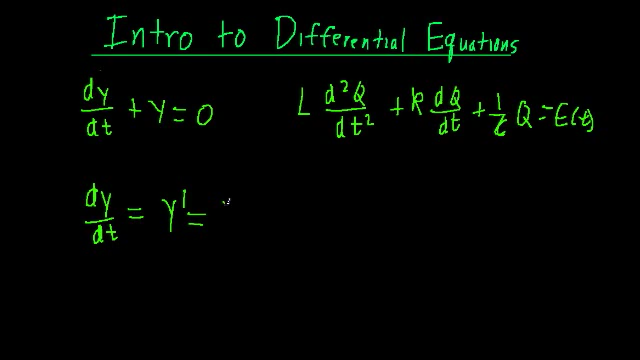 Intro to Differential Equations
dy/dt + y = 0
L d²Q/dt² + R dQ/dt + 1/C Q = E(t)
dy/dt = y' =